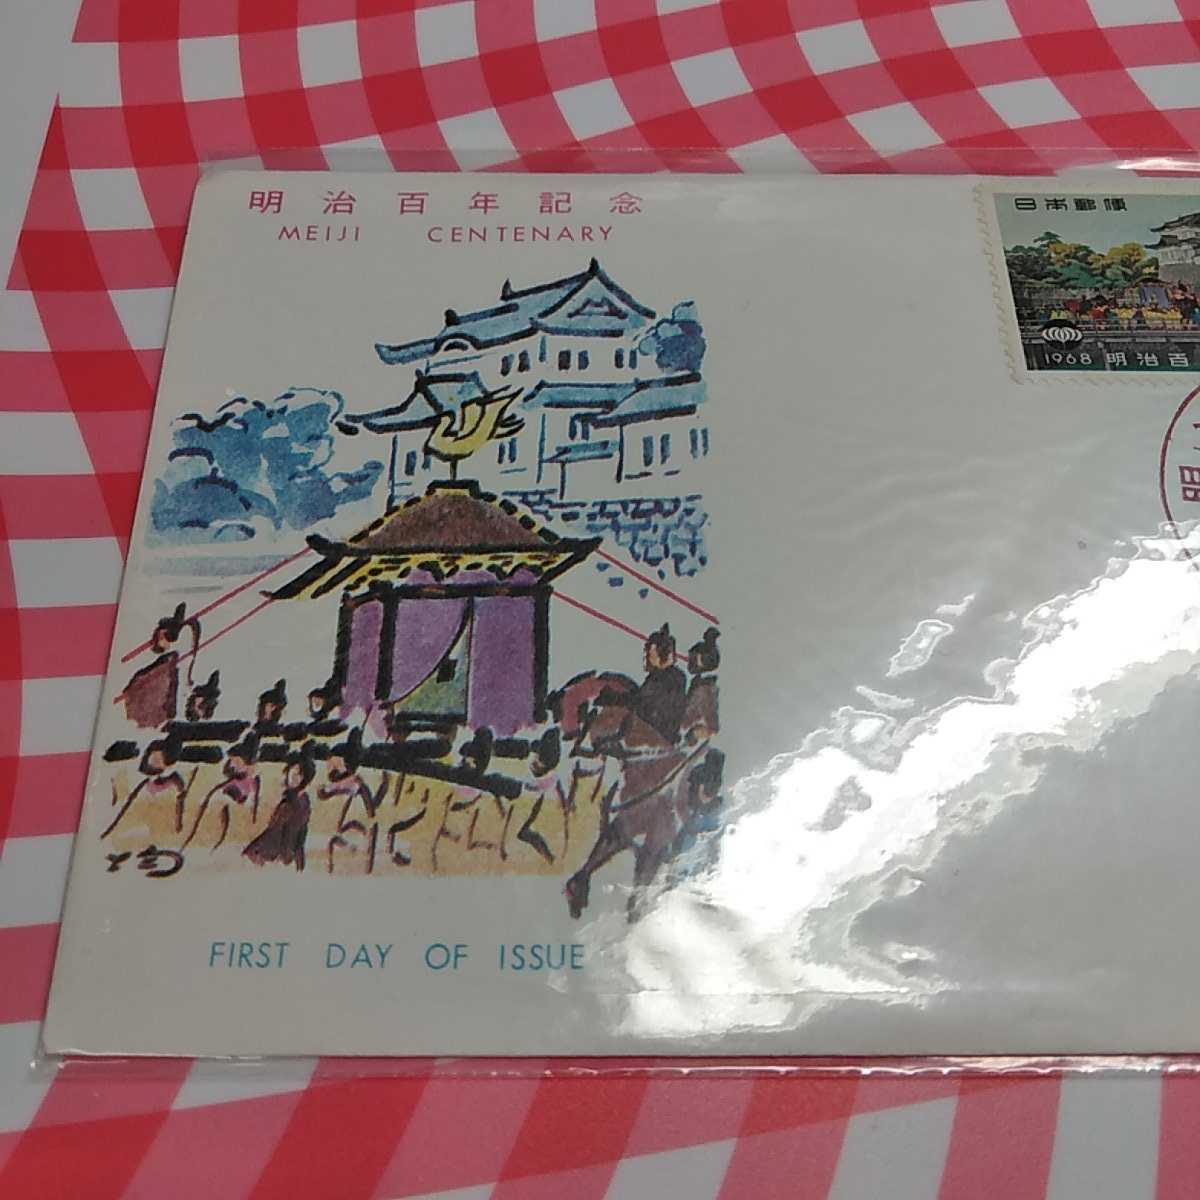 明治百年記念
MEIJI CENTENARY
日本郵便
1968 明治百
明
FIRST DAY OF ISSUE